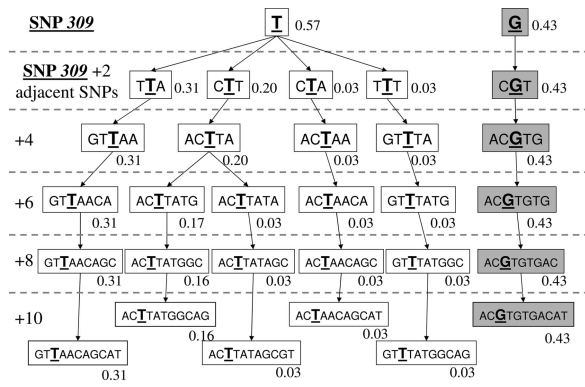 SNP 309
T 0.57
G 0.43
SNP 309 +2
adjacent SNPs
TTA 0.31
CTT 0.20
CTA 0.03
TTT 0.03
CGT 0.43
+4
GTTAA
ACTTA
ACTAA
GTTTA
ACGTG
0.31
0.20
0.03
0.03
0.43
+6
GTTAACA
ACTTATG
ACTTATA
ACTAACA
GTTTATG
ACGTGTG
0.31
0.17
0.03
0.03
0.03
0.43
+8
GTTAACAGC
ACTTATGGC
ACTTATAGC
ACTAACAGC
GTTTATGGC
ACGTGTGAC
0.31
0.16
0.03
0.03
0.03
0.43
+10
ACTTATGGCAG
ACTAACAGCAT
ACGTGTGACAT
0.16
0.03
0.43
GTTAACAGCAT
ACTTATAGCGT
GTTTATGGCAG
0.31
0.03
0.03